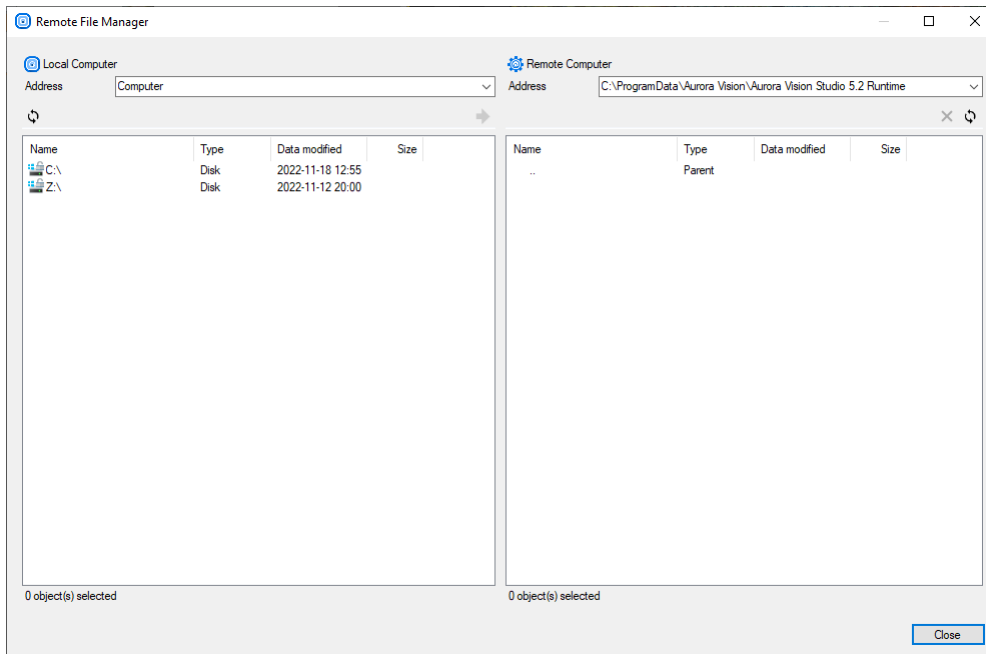 Remote File Manager
Local Computer
Address Computer
Name Type Data modified Size
C:\ Disk 2022-11-18 12:55
Z:\ Disk 2022-11-12 20:00
0 object(s) selected
Remote Computer
Address C:\ProgramData\Aurora Vision\Aurora Vision Studio 5.2 Runtime
Name Type Data modified Size
.. Parent
0 object(s) selected
Close